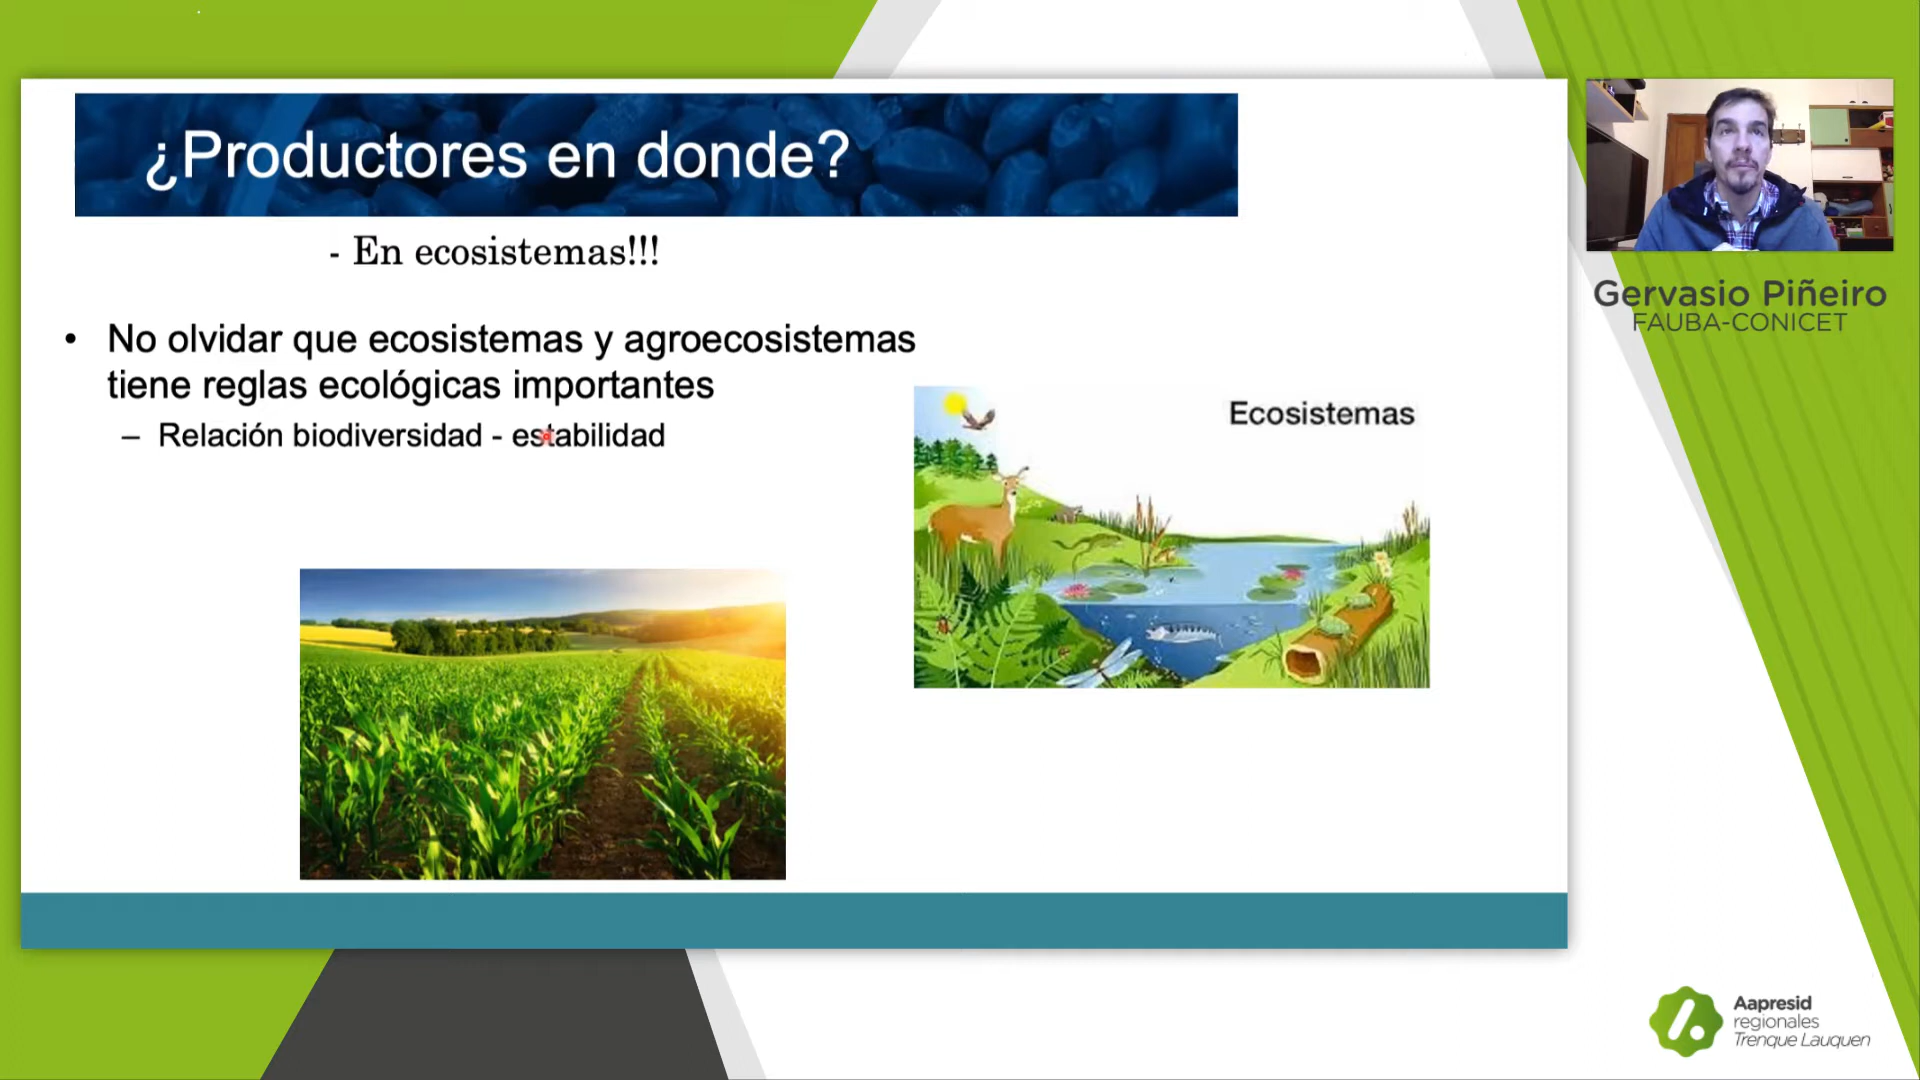 ¿Productores en donde?
- En ecosistemas!!!
• No olvidar que ecosistemas y agroecosistemas
tiene reglas ecológicas importantes
– Relación biodiversidad - estabilidad
Ecosistemas
Gervasio Piñeiro
FAUBA-CONICET
Aapresid
regionales
Trenque Lauquen